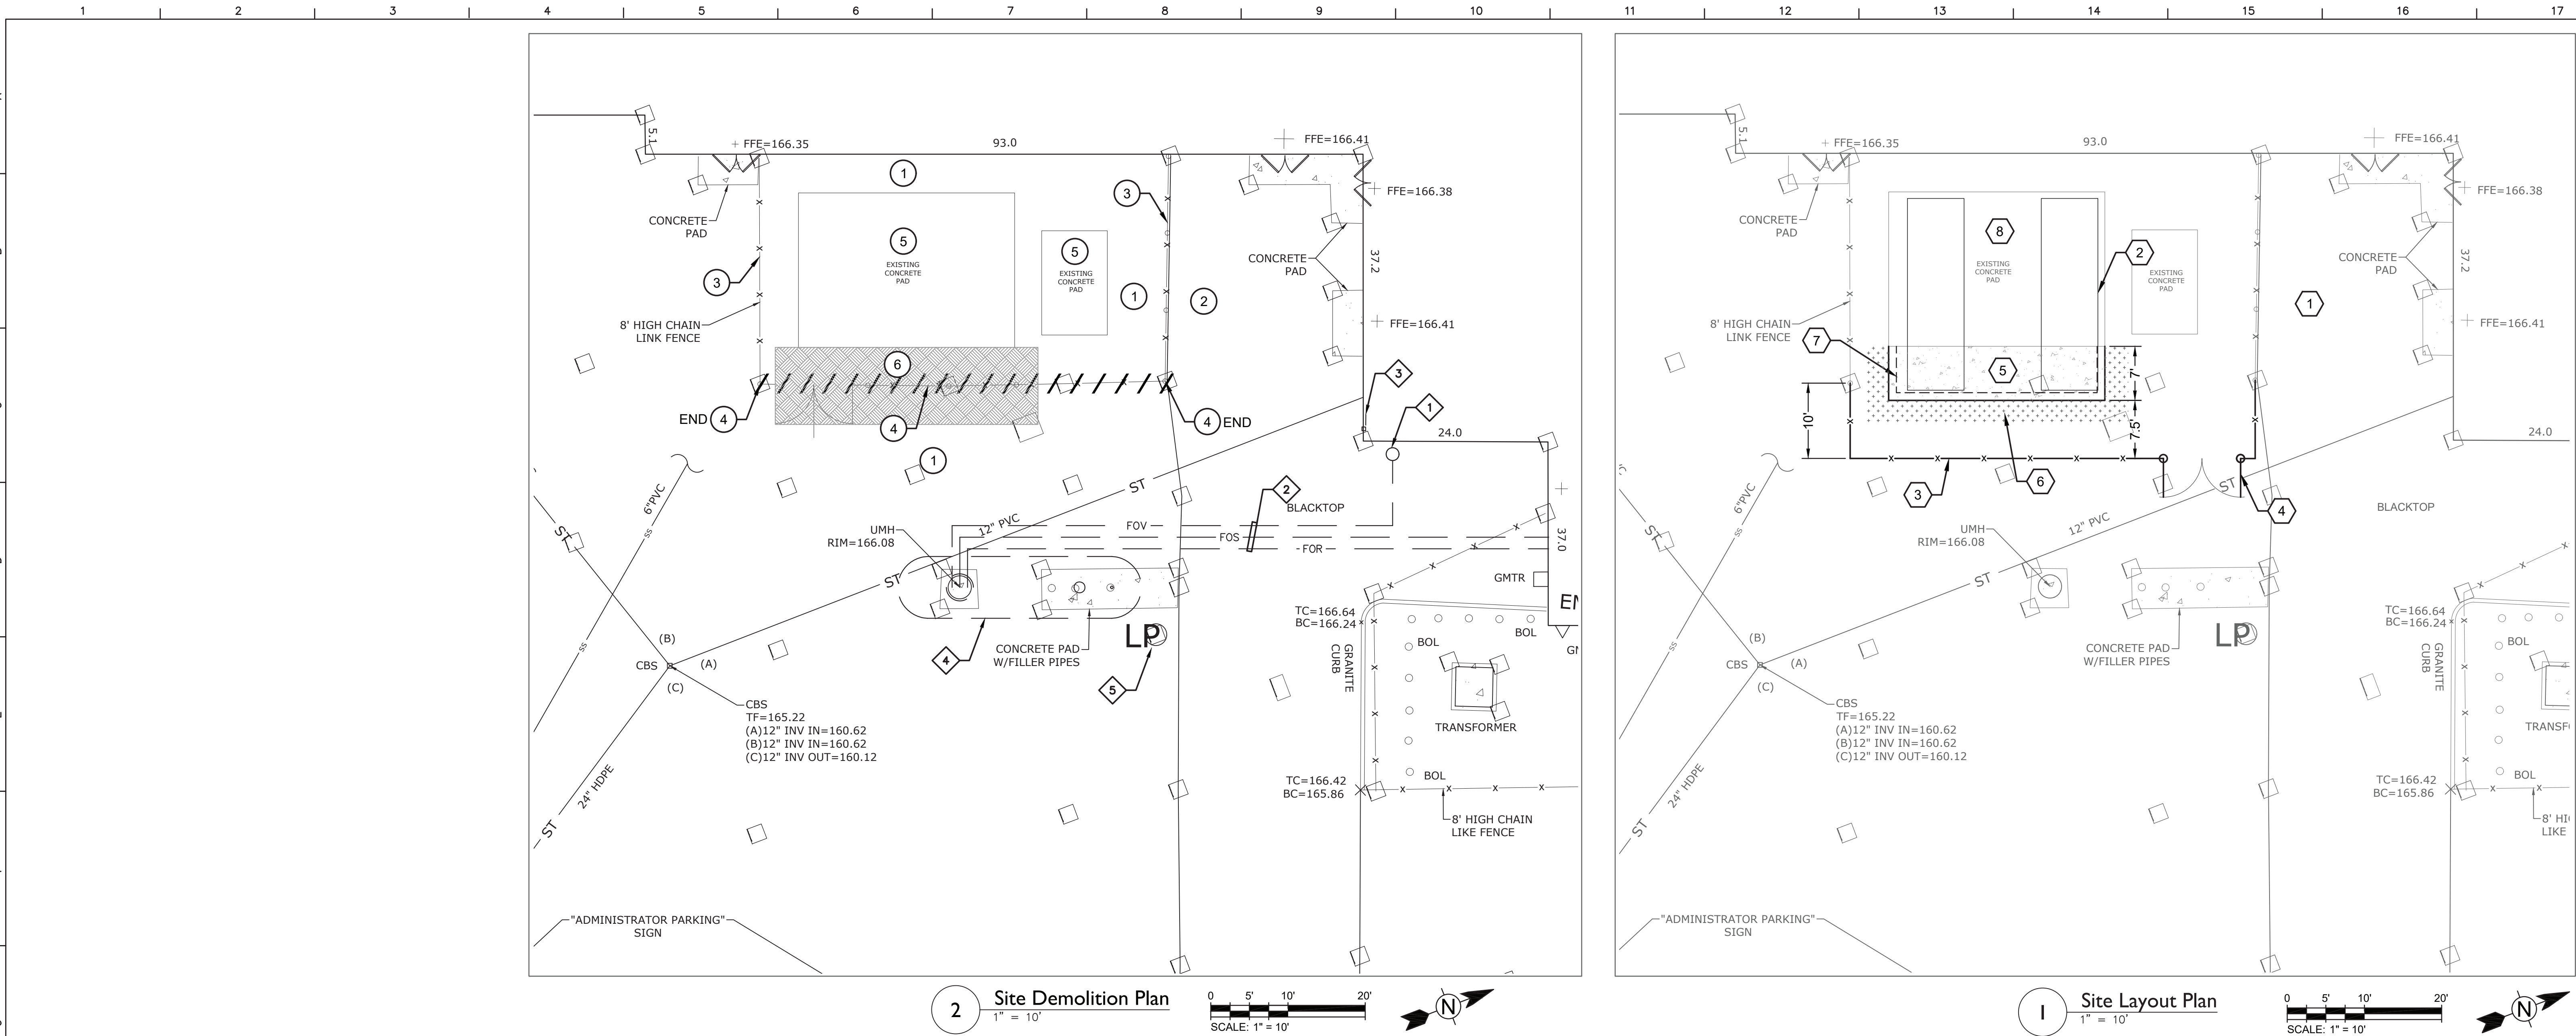 1 2 3 4 5 6 7 8 9 10 11 12 13 14 15 16 17
5.1
FFE=166.35
93.0
FFE=166.41
1
3
FFE=166.38
CONCRETE
PAD
5
EXISTING
CONCRETE
PAD
5
EXISTING
CONCRETE
PAD
CONCRETE
PAD
37.2
3
1
2
8' HIGH CHAIN
LINK FENCE
FFE=166.41
6
3
END 4
4
4 END
1
1
24.0
ST
6"PVC
SS
ST
2
BLACKTOP
UMH
RIM=166.08
12" PVC
FOV
FOS
FOR
37.0
ST
GMTR
TC=166.64
BC=166.24
BOL
BOL
LP
SS
(B)
CBS
(A)
(C)
4
CONCRETE PAD
W/FILLER PIPES
5
GRANITE
CURB
CBS
TF=165.22
(A)12" INV IN=160.62
(B)12" INV IN=160.62
(C)12" INV OUT=160.12
TRANSFORMER
24" HDPE
ST
BOL
TC=166.42
BC=165.86
8' HIGH CHAIN
LIKE FENCE
"ADMINISTRATOR PARKING"
SIGN
2
Site Demolition Plan
1" = 10'
0 5' 10' 20'
SCALE: 1" = 10'
N
5.1
FFE=166.35
93.0
FFE=166.41
FFE=166.38
CONCRETE
PAD
8
EXISTING
CONCRETE
PAD
2
EXISTING
CONCRETE
PAD
CONCRETE
PAD
37.2
1
8' HIGH CHAIN
LINK FENCE
FFE=166.41
7
5
7'
10'
7.5'
24.0
3
6
4
ST
6"PVC
SS
ST
BLACKTOP
UMH
RIM=166.08
12" PVC
ST
TC=166.64
BC=166.24
BOL
LP
SS
(B)
CBS
(A)
(C)
CONCRETE PAD
W/FILLER PIPES
GRANITE
CURB
CBS
TF=165.22
(A)12" INV IN=160.62
(B)12" INV IN=160.62
(C)12" INV OUT=160.12
TRANSF
24" HDPE
ST
BOL
TC=166.42
BC=165.86
8' HI
LIKE
"ADMINISTRATOR PARKING"
SIGN
1
Site Layout Plan
1" = 10'
0 5' 10' 20'
SCALE: 1" = 10'
N